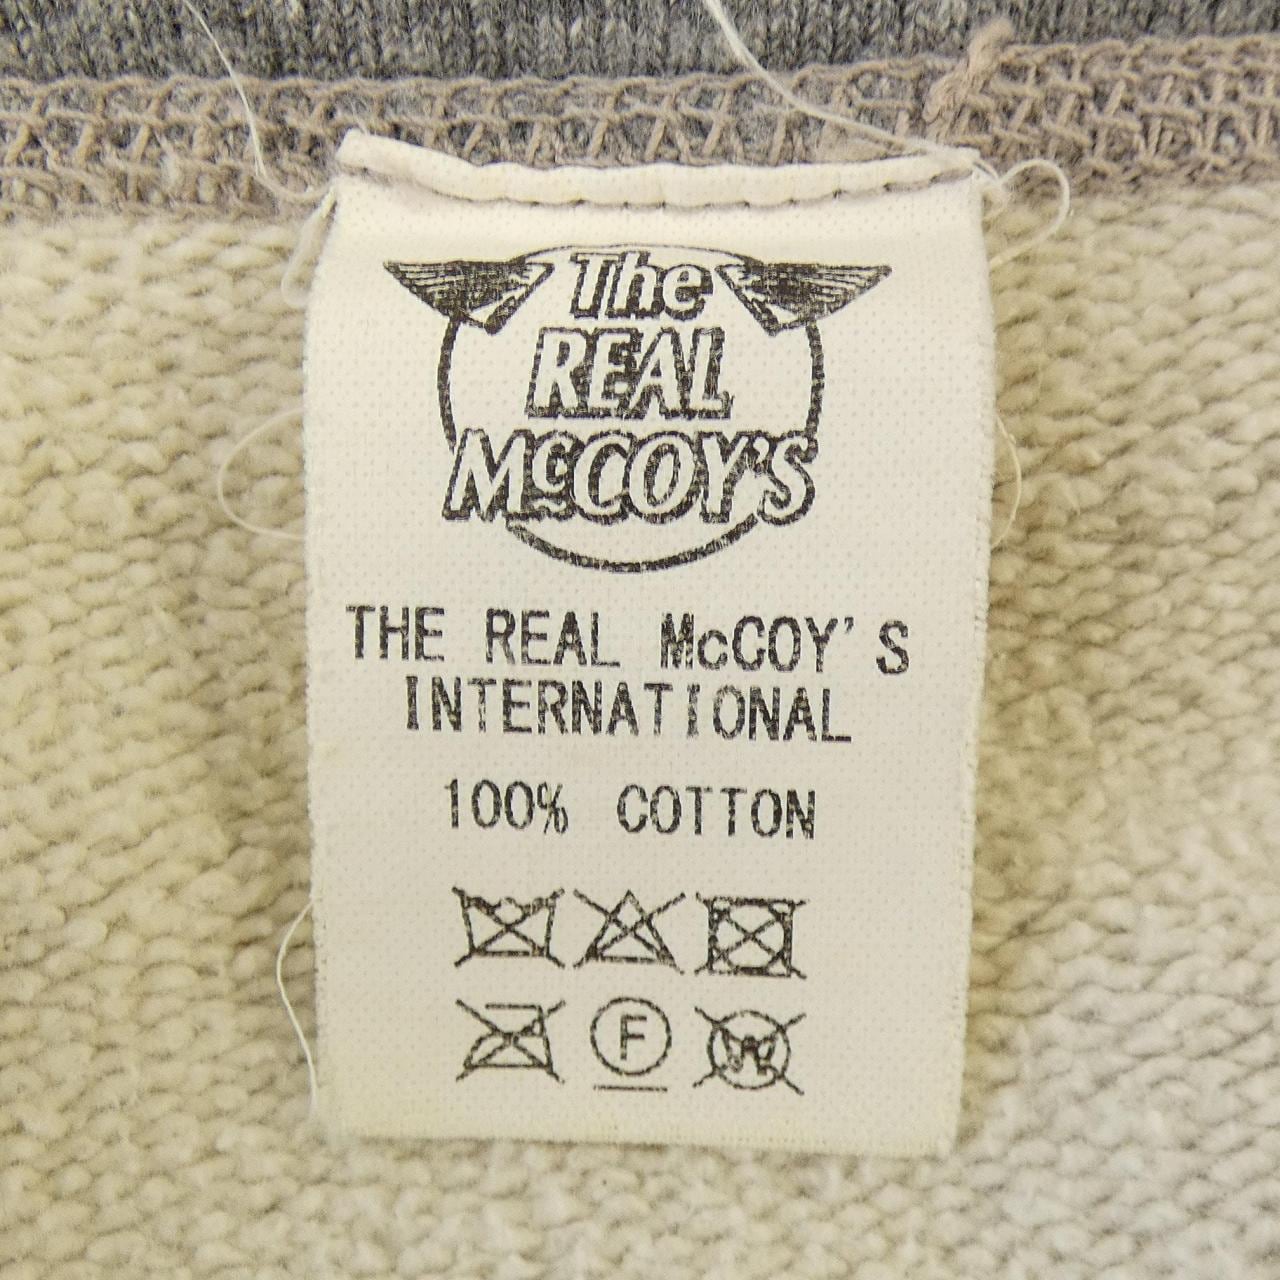 The
REAL
McCOY'S
THE REAL McCOY'S
INTERNATIONAL
100% COTTON
F
W